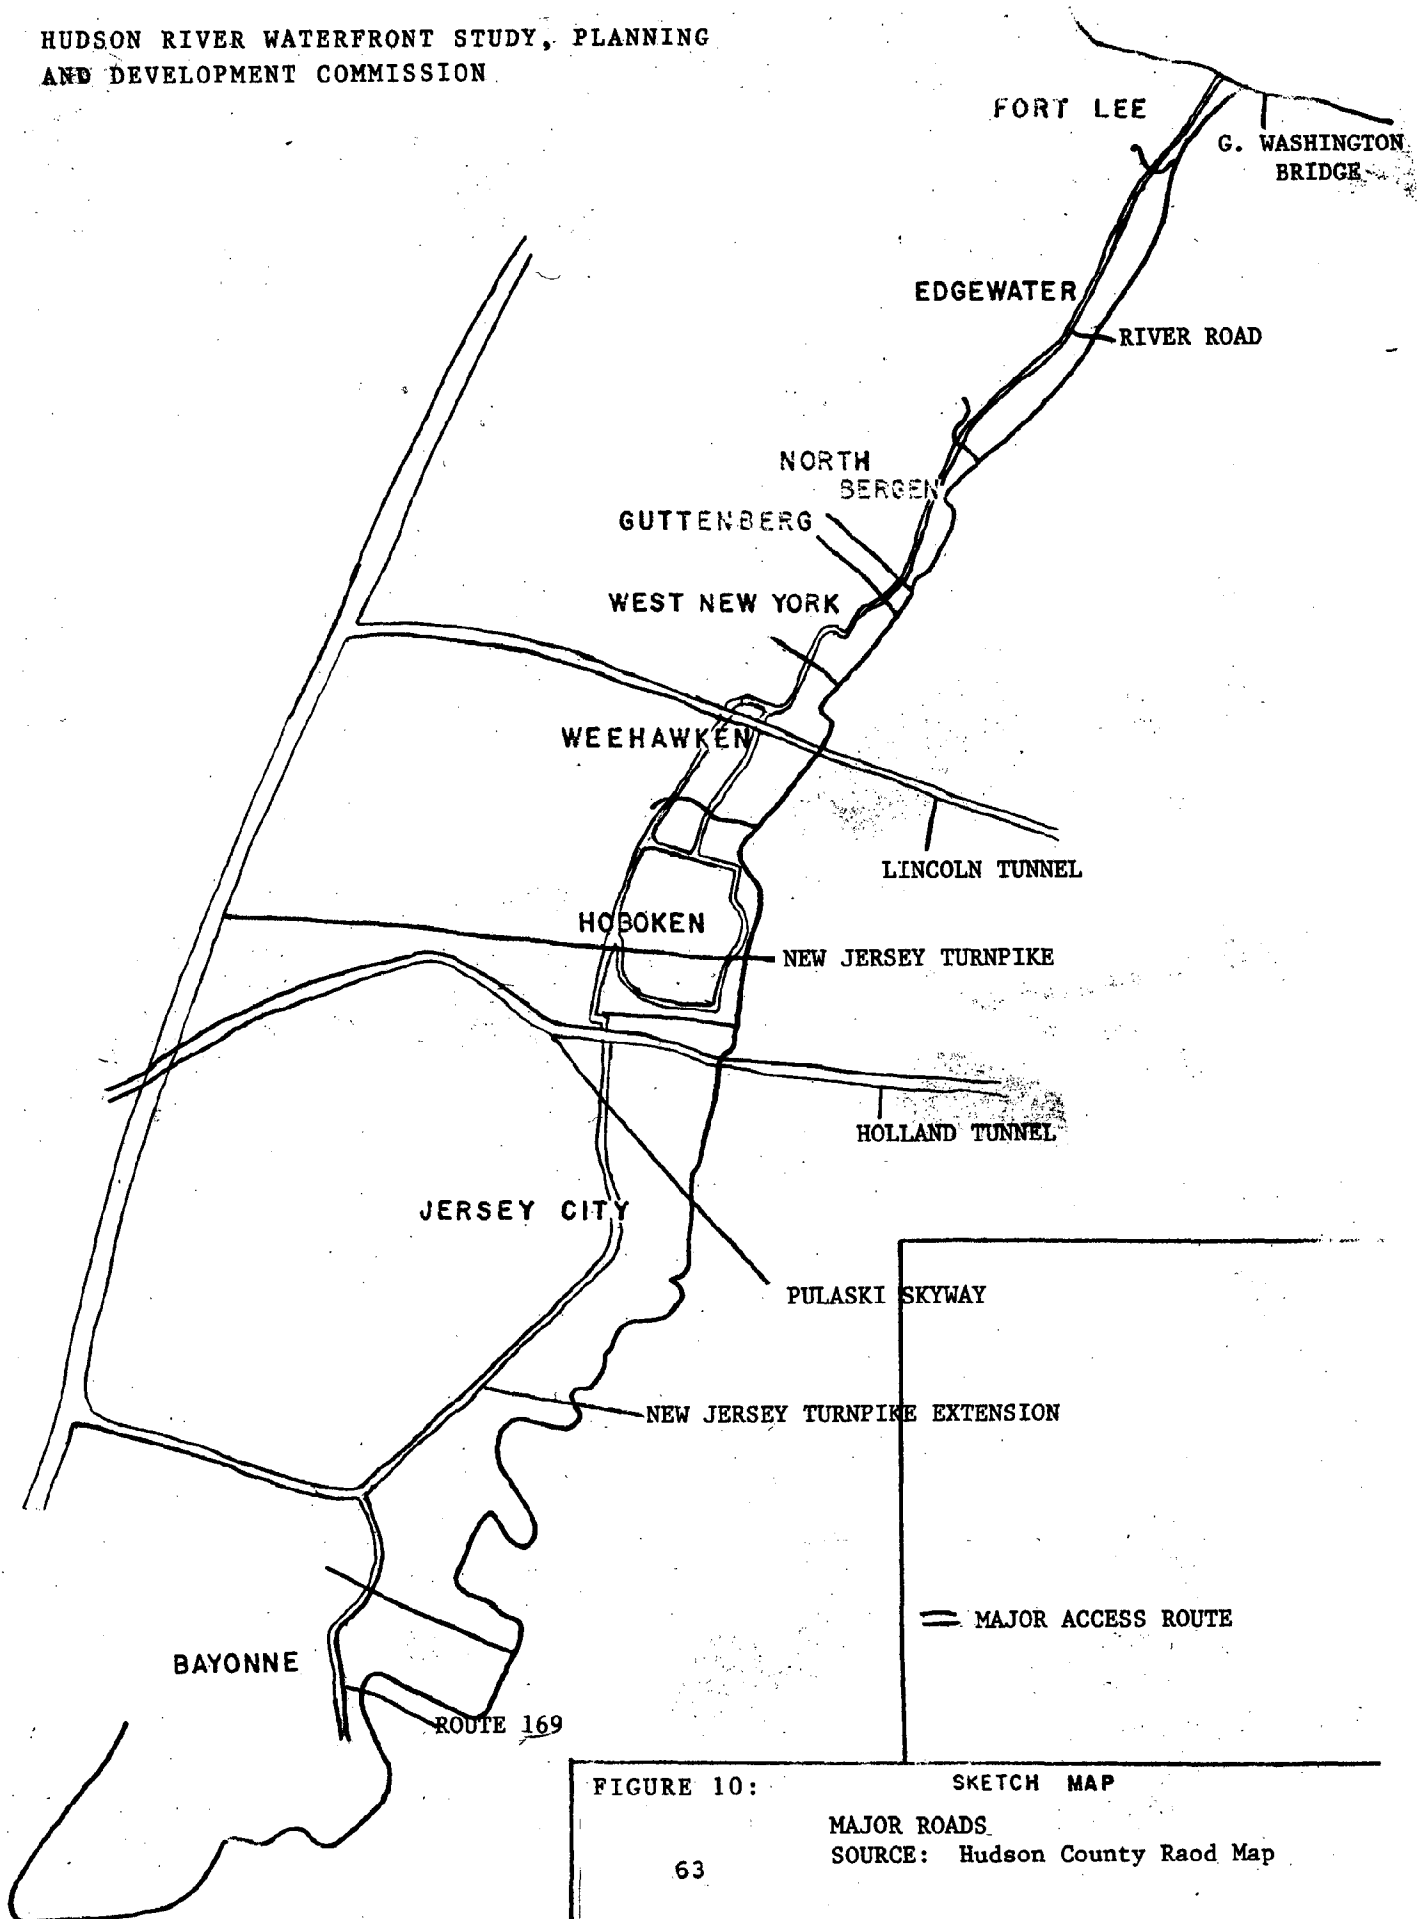 HUDSON RIVER WATERFRONT STUDY, PLANNING
AND DEVELOPMENT COMMISSION
FORT LEE
G. WASHINGTON
BRIDGE
EDGEWATER
RIVER ROAD
NORTH
BERGEN
GUTTENBERG
WEST NEW YORK
WEEHAWKEN
LINCOLN TUNNEL
HOBOKEN
NEW JERSEY TURNPIKE
HOLLAND TUNNEL
JERSEY CITY
PULASKI SKYWAY
NEW JERSEY TURNPIKE EXTENSION
MAJOR ACCESS ROUTE
BAYONNE
ROUTE 169
FIGURE 10:
SKETCH MAP
MAJOR ROADS
SOURCE: Hudson County Raod Map
63